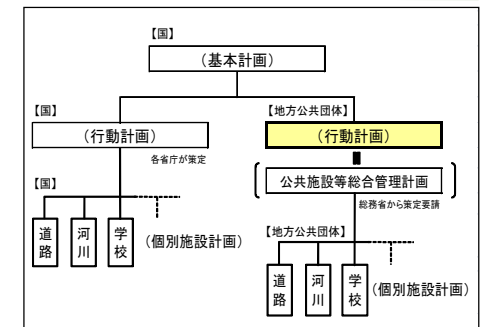 【国】
(基本計画)
【国】
(行動計画)
各省庁が策定
【地方公共団体】
(行動計画)
公共施設等総合管理計画
総務省から策定要請
【国】
道路
河川
学校
(個別施設計画)
【地方公共団体】
道路
河川
学校
(個別施設計画)